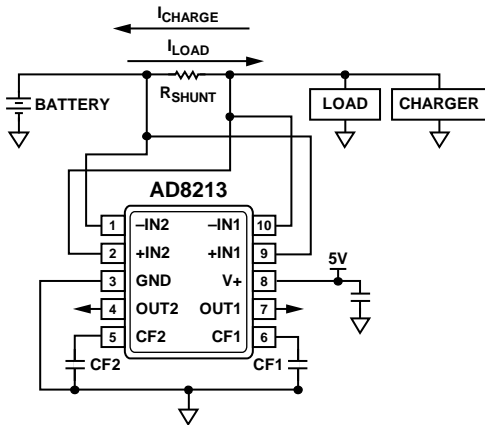 ICHARGE
ILOAD
RSHUNT
BATTERY
LOAD
CHARGER
AD8213
1 –IN2 –IN1 10
2 +IN2 +IN1 9
3 GND V+ 8
5V
4 OUT2 OUT1 7
5 CF2 CF1 6
CF2 CF1